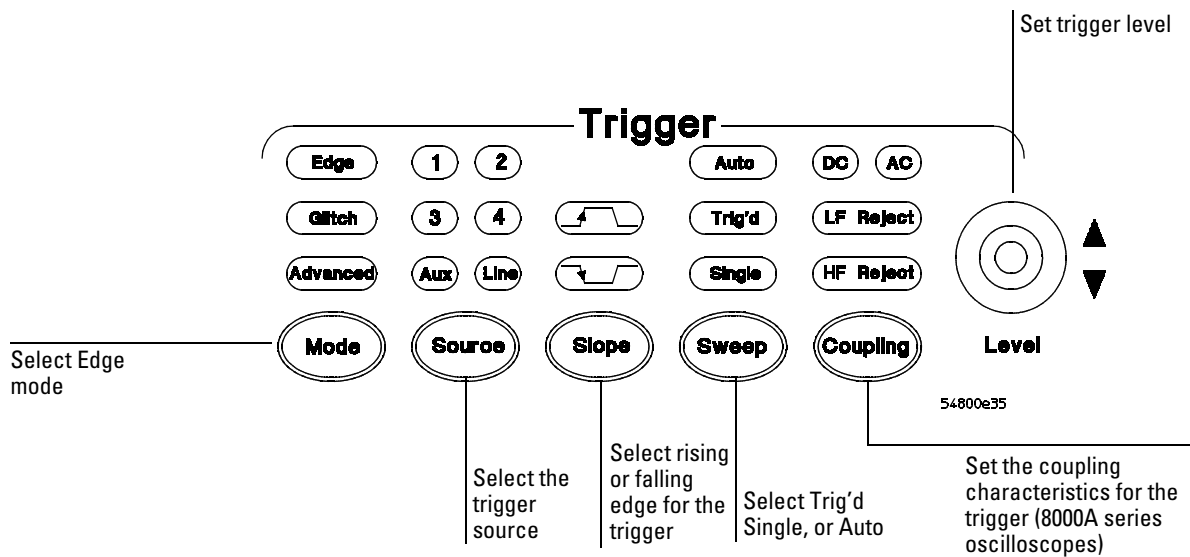 Set trigger level
Trigger
Edge 1 2 Auto DC AC
Glitch 3 4 Trig'd LF Reject
Advanced Aux Line Single HF Reject
Mode Source Slope Sweep Coupling Level
Select Edge
mode
54800e35
Select the
trigger
source
Select rising
or falling
edge for the
trigger
Select Trig'd
Single, or Auto
Set the coupling
characteristics for the
trigger (8000A series
oscilloscopes)